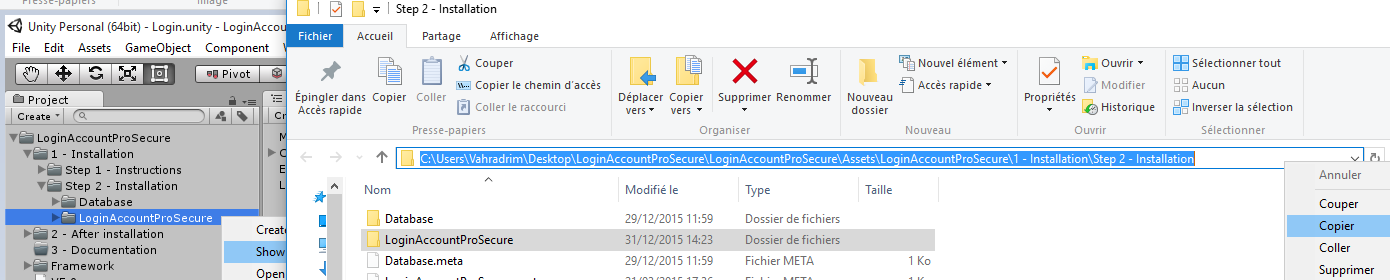 Press-papiers
Image
Unity Personal (64bit) - Login.unity - LoginAccou
File Edit Assets GameObject Component
Pivot
Project
Create
LoginAccountProSecure
1 - Installation
Step 1 - Instructions
Step 2 - Installation
Database
LoginAccountProSecure
2 - After installation
3 - Documentation
Framework
Create
Show
Open
Step 2 - Installation
Fichier Accueil Partage Affichage
Épingler dans Accès rapide
Copier
Coller
Couper
Copier le chemin d'accès
Coller le raccourci
Presse-papiers
Déplacer vers
Copier vers
Supprimer
Renommer
Organiser
Nouveau dossier
Nouvel élément
Accès rapide
Nouveau
Propriétés
Ouvrir
Modifier
Historique
Ouvrir
Sélectionner tout
Aucun
Inverser la sélection
Sélectionner
C:\Users\Vahradrim\Desktop\LoginAccountProSecure\LoginAccountProSecure\Assets\LoginAccountProSecure\1 - Installation\Step 2 - Installation
Nom Modifié le Type Taille
Database 29/12/2015 11:59 Dossier de fichiers
LoginAccountProSecure 31/12/2015 14:23 Dossier de fichiers
Database.meta 29/12/2015 11:59 Fichier META 1 Ko
Annuler
Couper
Copier
Coller
Supprimer